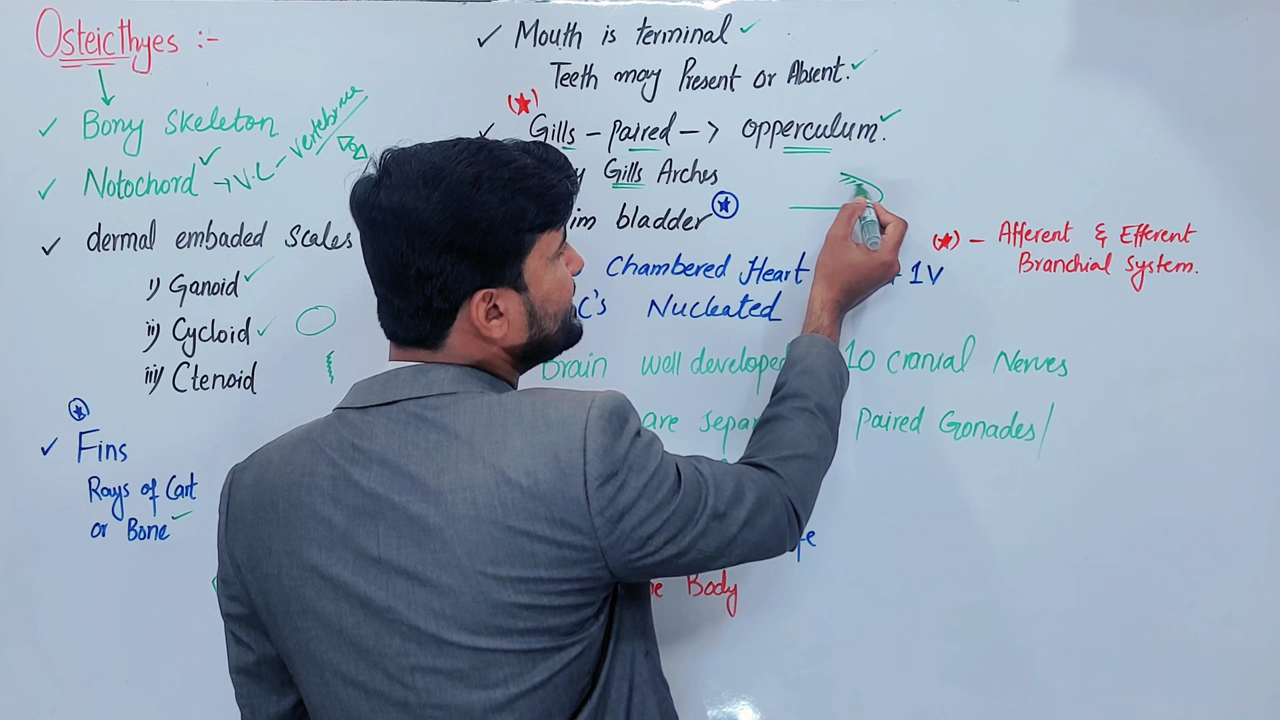 Osteicthyes :-
✓ Bony Skeleton
✓ Notochord → V.C - vertebrae
✓ dermal embaded Scales
i) Ganoid
ii) Cycloid
iii) Ctenoid
✓ Fins
Rays of Cart
or Bone
✓ Mouth is terminal
Teeth may Present or Absent.
✓ Gills - paired -> opperculum.
Gills Arches
bladder
Chambered Heart 1V
Nucleated
Brain well developed 10 cranial Nerves
are paired Gonades/
Body
(★) - Afferent & Efferent
Branchial System.